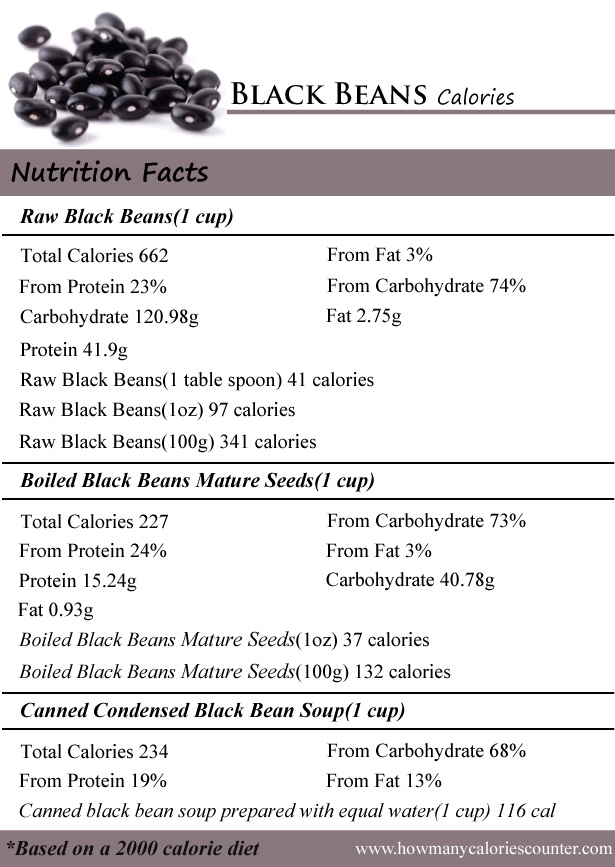 BLACK BEANS Calories
Nutrition Facts
Raw Black Beans(1 cup)
Total Calories 662 From Fat 3%
From Protein 23% From Carbohydrate 74%
Carbohydrate 120.98g Fat 2.75g
Protein 41.9g
Raw Black Beans(1 table spoon) 41 calories
Raw Black Beans(1oz) 97 calories
Raw Black Beans(100g) 341 calories
Boiled Black Beans Mature Seeds(1 cup)
Total Calories 227 From Carbohydrate 73%
From Protein 24% From Fat 3%
Protein 15.24g Carbohydrate 40.78g
Fat 0.93g
Boiled Black Beans Mature Seeds(1oz) 37 calories
Boiled Black Beans Mature Seeds(100g) 132 calories
Canned Condensed Black Bean Soup(1 cup)
Total Calories 234 From Carbohydrate 68%
From Protein 19% From Fat 13%
Canned black bean soup prepared with equal water(1 cup) 116 cal
*Based on a 2000 calorie diet www.howmanycaloriescounter.com